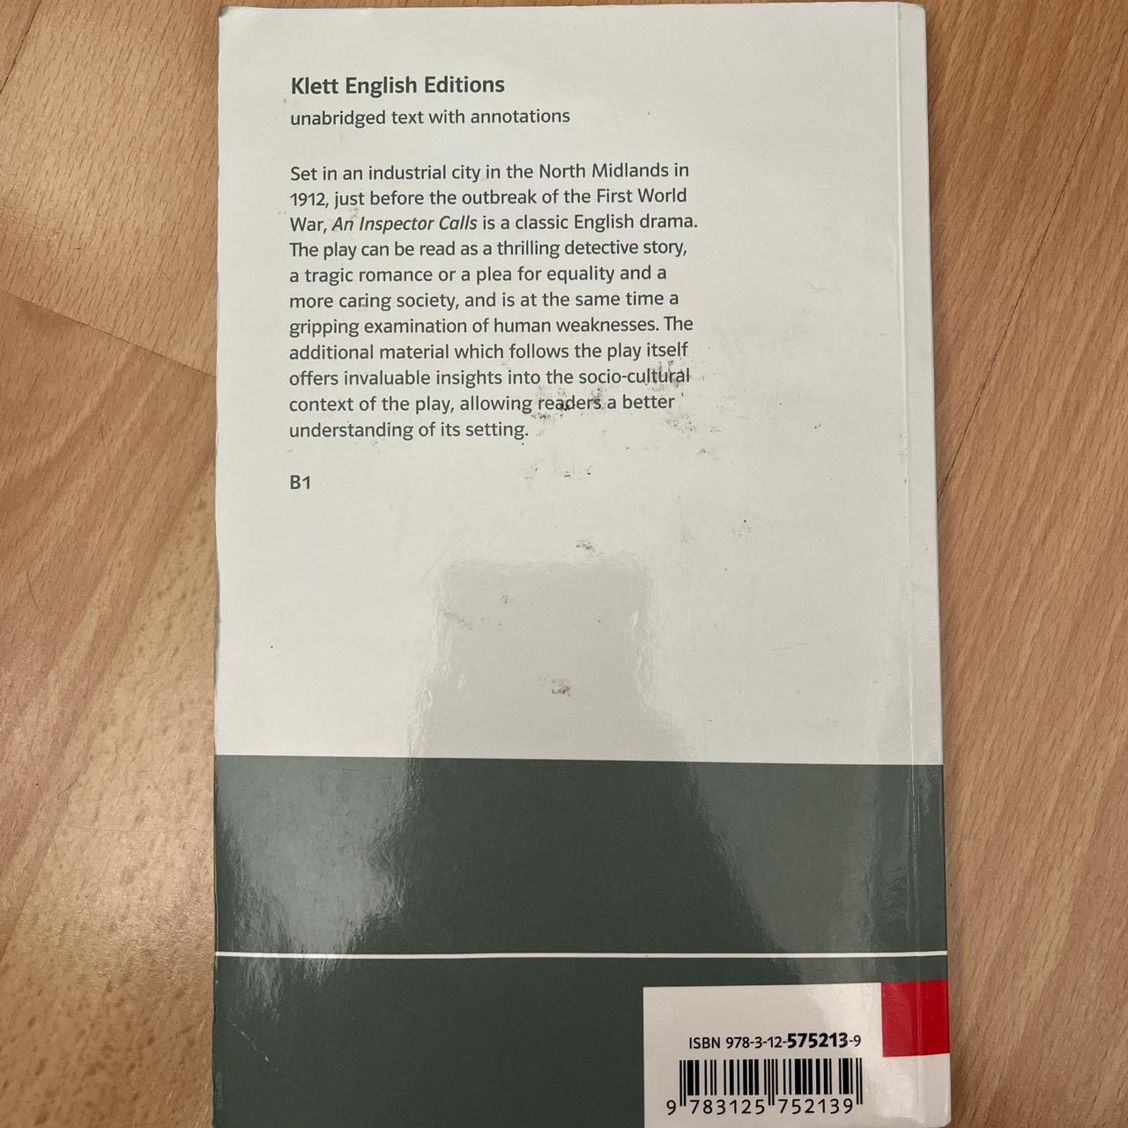 Klett English Editions
unabridged text with annotations
Set in an industrial city in the North Midlands in
1912, just before the outbreak of the First World
War, An Inspector Calls is a classic English drama.
The play can be read as a thrilling detective story,
a tragic romance or a plea for equality and a
more caring society, and is at the same time a
gripping examination of human weaknesses. The
additional material which follows the play itself
offers invaluable insights into the socio-cultural
context of the play, allowing readers a better
understanding of its setting.
B1
ISBN 978-3-12-575213-9
9 783125 752139